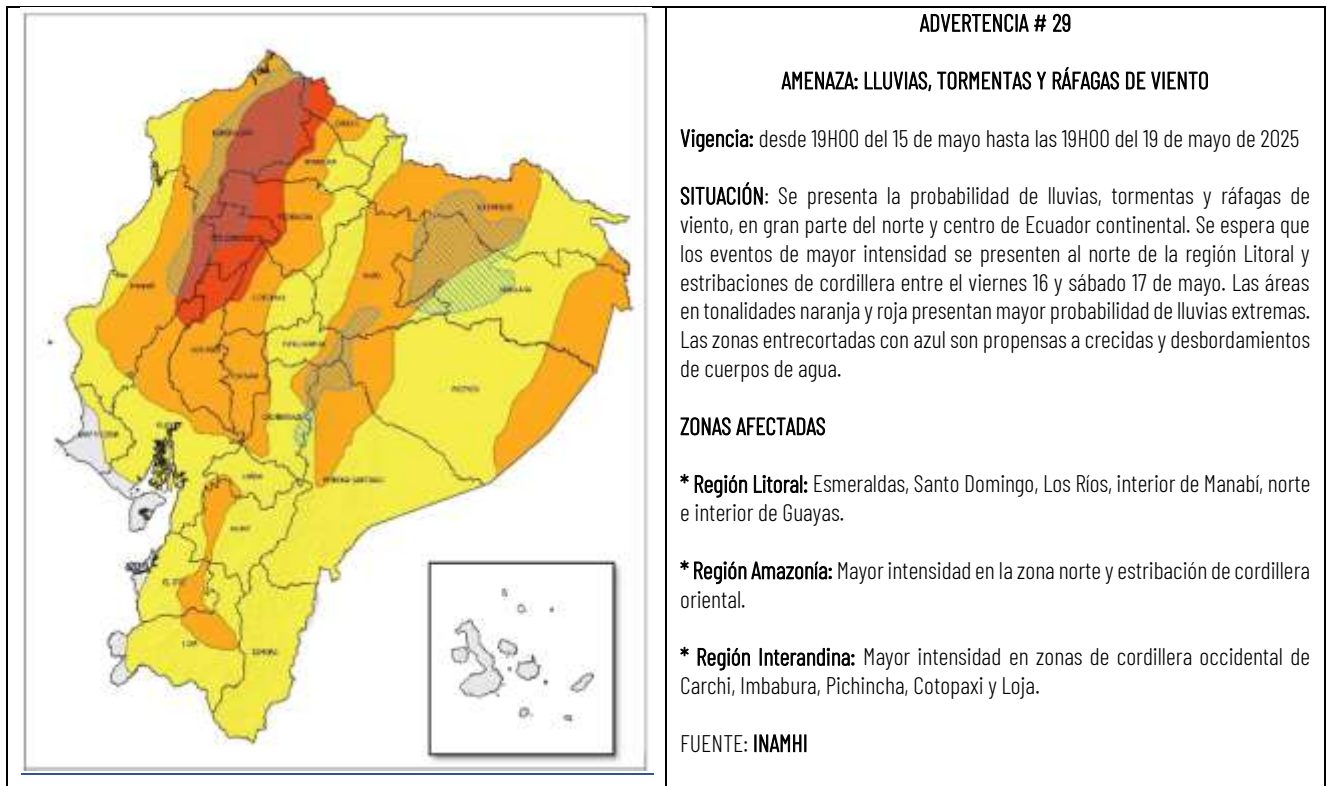 ADVERTENCIA # 29
AMENAZA: LLUVIAS, TORMENTAS Y RÁFAGAS DE VIENTO
Vigencia: desde 19H00 del 15 de mayo hasta las 19H00 del 19 de mayo de 2025
SITUACIÓN: Se presenta la probabilidad de lluvias, tormentas y ráfagas de
viento, en gran parte del norte y centro de Ecuador continental. Se espera que
los eventos de mayor intensidad se presenten al norte de la región Litoral y
estribaciones de cordillera entre el viernes 16 y sábado 17 de mayo. Las áreas
en tonalidades naranja y roja presentan mayor probabilidad de lluvias extremas.
Las zonas entrecortadas con azul son propensas a crecidas y desbordamientos
de cuerpos de agua.
ZONAS AFECTADAS
* Región Litoral: Esmeraldas, Santo Domingo, Los Ríos, interior de Manabí, norte
e interior de Guayas.
* Región Amazonía: Mayor intensidad en la zona norte y estribación de cordillera
oriental.
* Región Interandina: Mayor intensidad en zonas de cordillera occidental de
Carchi, Imbabura, Pichincha, Cotopaxi y Loja.
FUENTE: INAMHI